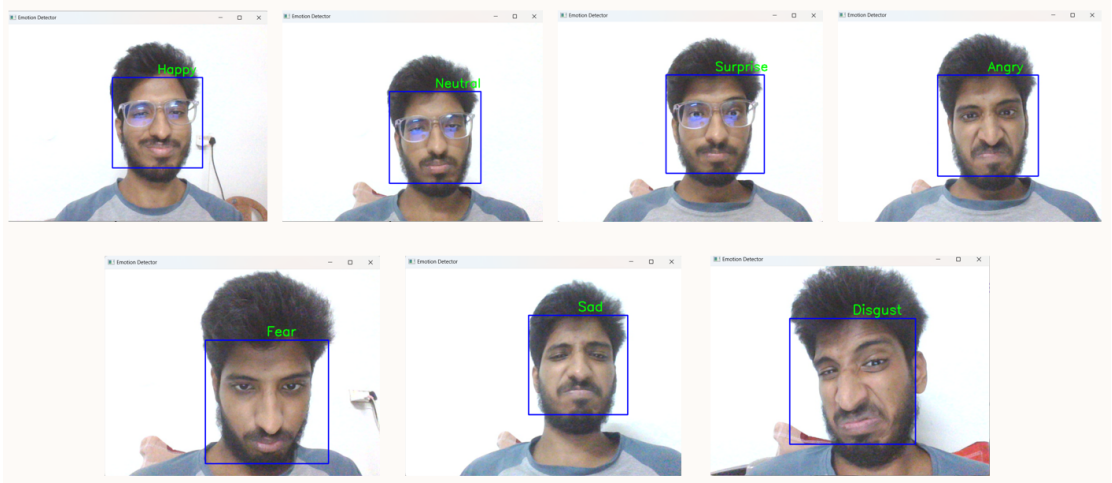 Emotion Detector
Happy
Emotion Detector
Neutral
Emotion Detector
Surprise
Emotion Detector
Angry
Emotion Detector
Fear
Emotion Detector
Sad
Emotion Detector
Disgust